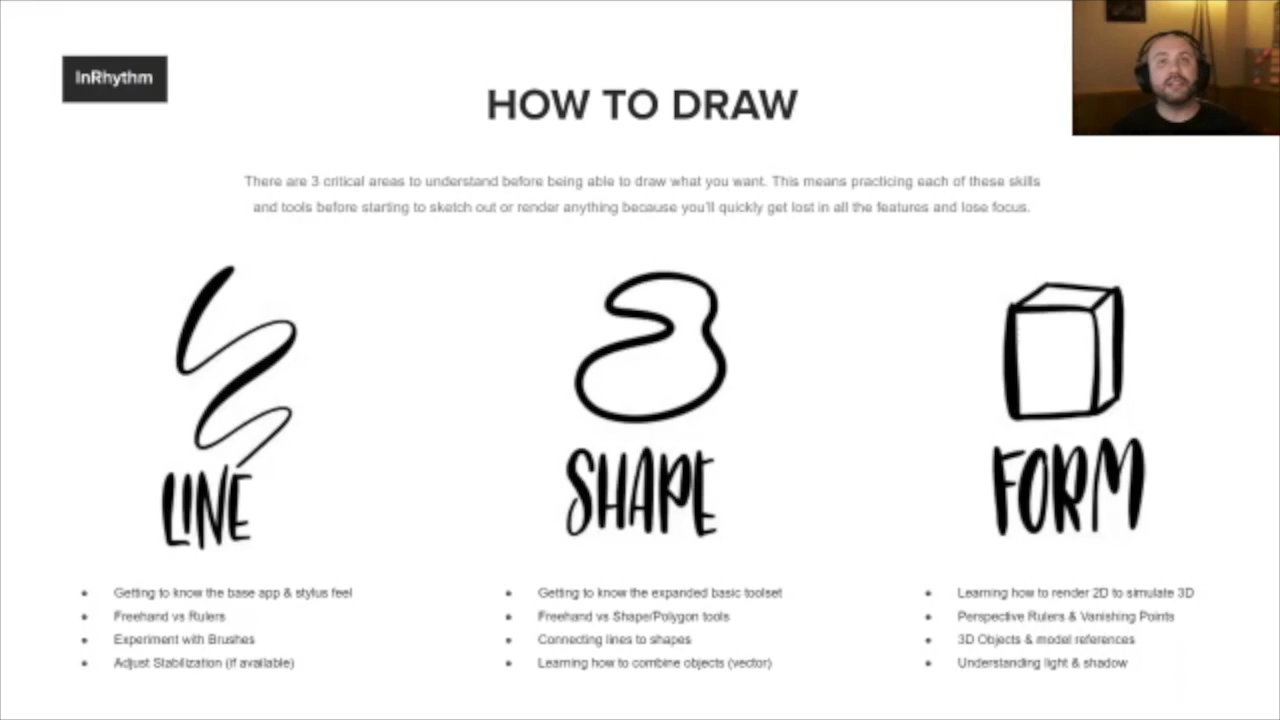 InRhythm
HOW TO DRAW
There are 3 critical areas to understand before being able to draw what you want. This means practicing each of these skills
and tools before starting to sketch out or render anything because you'll quickly get lost in all the features and lose focus.
LINE
SHAPE
FORM
• Getting to know the base app & stylus feel
• Freehand vs Rulers
• Experiment with Brushes
• Adjust Stabilization (if available)
• Getting to know the expanded basic toolset
• Freehand vs Shape/Polygon tools
• Connecting lines to shapes
• Learning how to combine objects (vector)
• Learning how to render 2D to simulate 3D
• Perspective Rulers & Vanishing Points
• 3D Objects & model references
• Understanding light & shadow